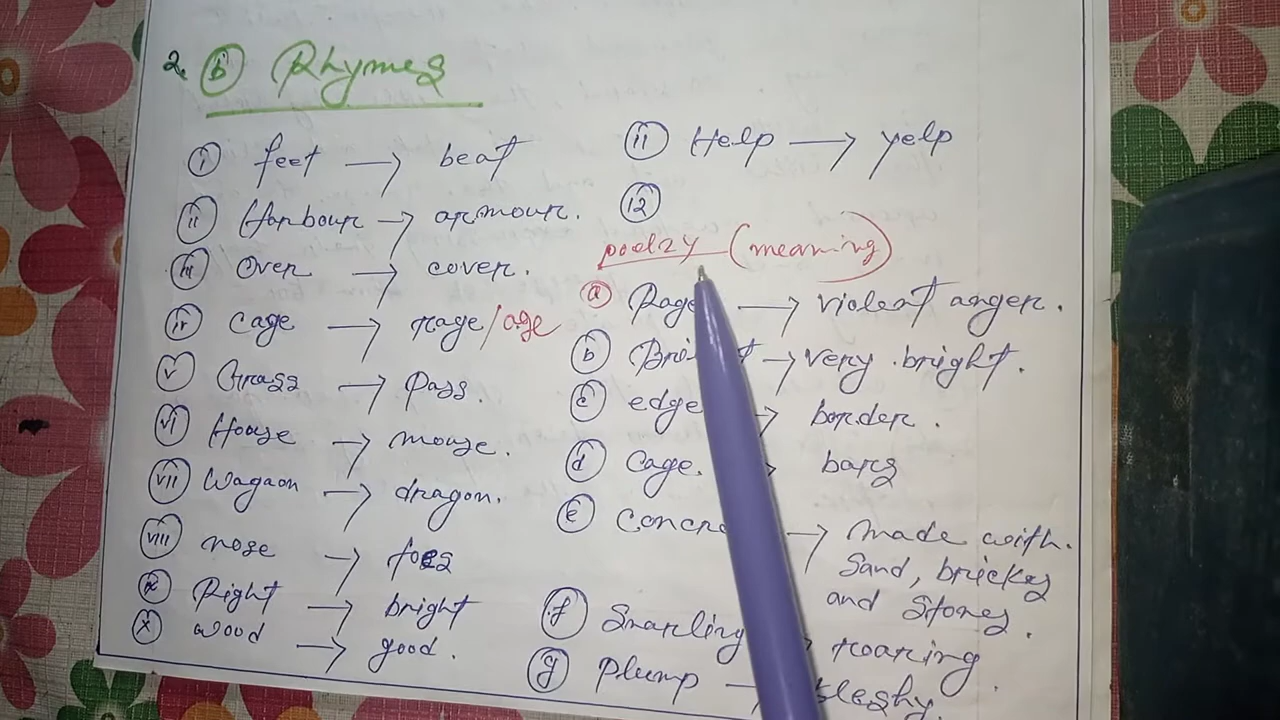 2. (b) Rhymes
(i) feet → beat
(ii) Harbour → armour.
(iii) Over → cover.
(iv) cage → rage/age
(v) Grass → pass.
(vi) House → mouse.
(vii) Wagaon → dragon.
(viii) nose → foes
(ix) Right → bright
(x) wood → good.
(11) Help → yelp
(12)
poetry (meaning)
(a) Rage → violent anger.
(b) → very bright.
(c) edge → border.
(d) Cage. → bars
(e) → made with.
Sand, bricks
and Stones.
(f) Snarling → roaring
(g) Plump → fleshy.